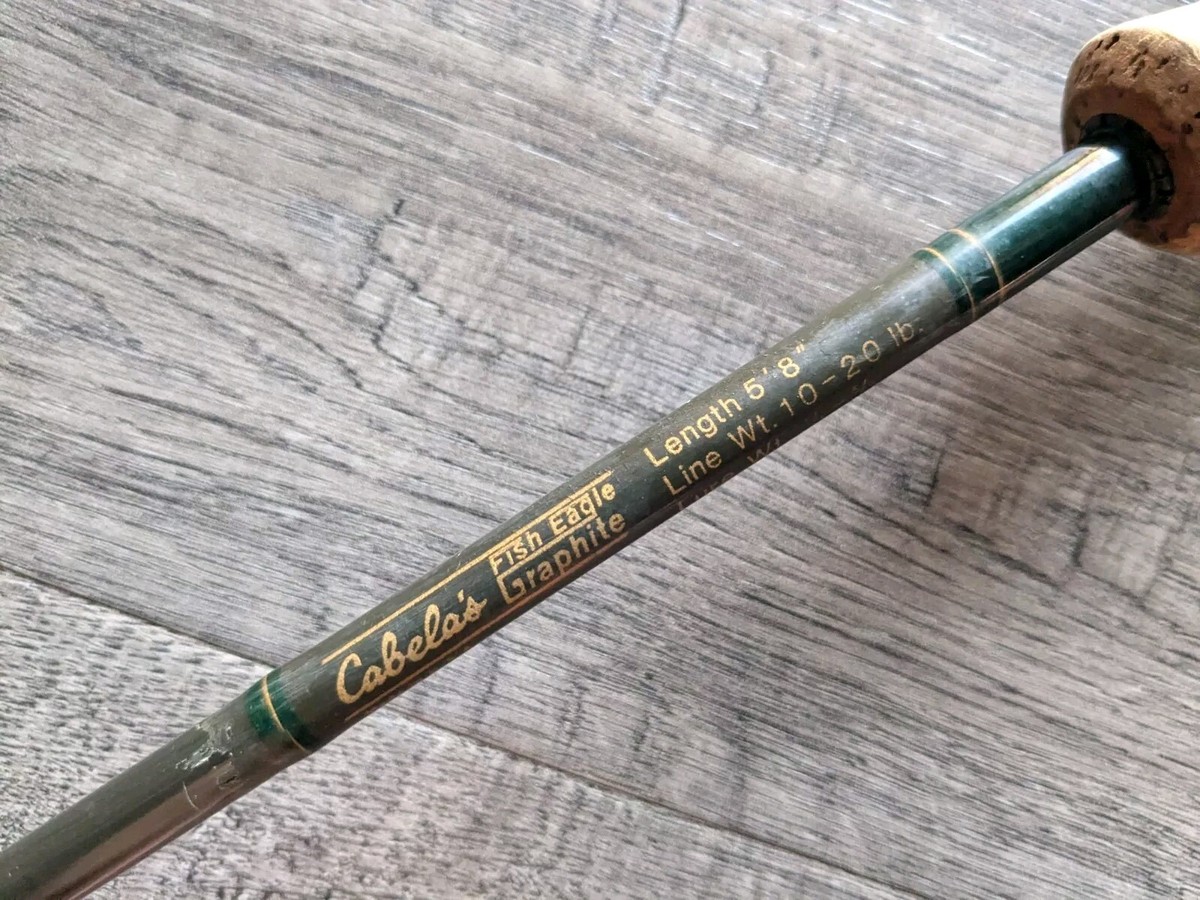 Cabela's
Fish Eagle
Graphite
Length 5'8"
Line Wt. 10-20 lb.